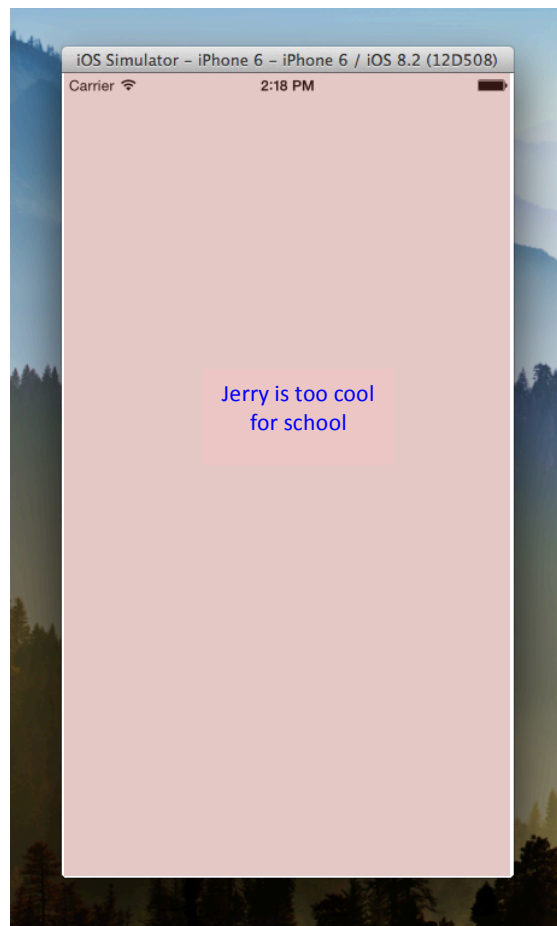 iOS Simulator – iPhone 6 – iPhone 6 / iOS 8.2 (12D508)
Carrier 2:18 PM
Jerry is too cool
for school